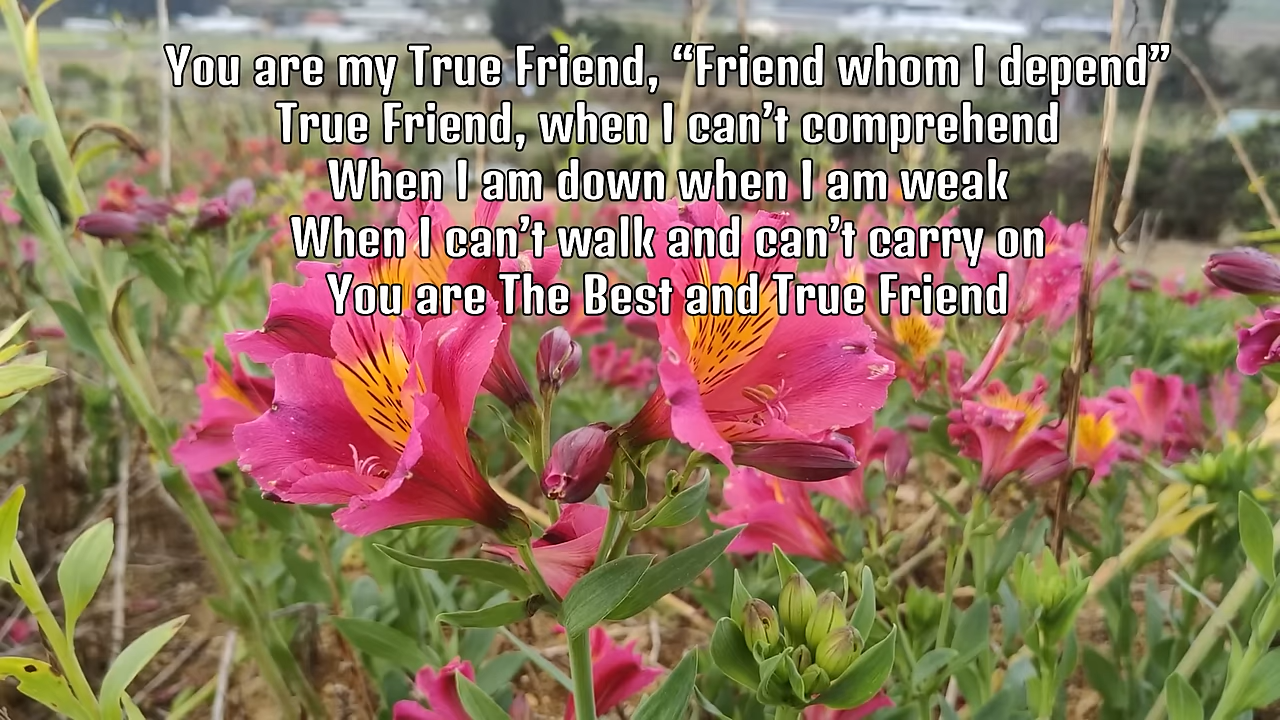 You are my True Friend, “Friend whom I depend”
True Friend, when I can’t comprehend
When I am down when I am weak
When I can’t walk and can’t carry on
You are The Best and True Friend